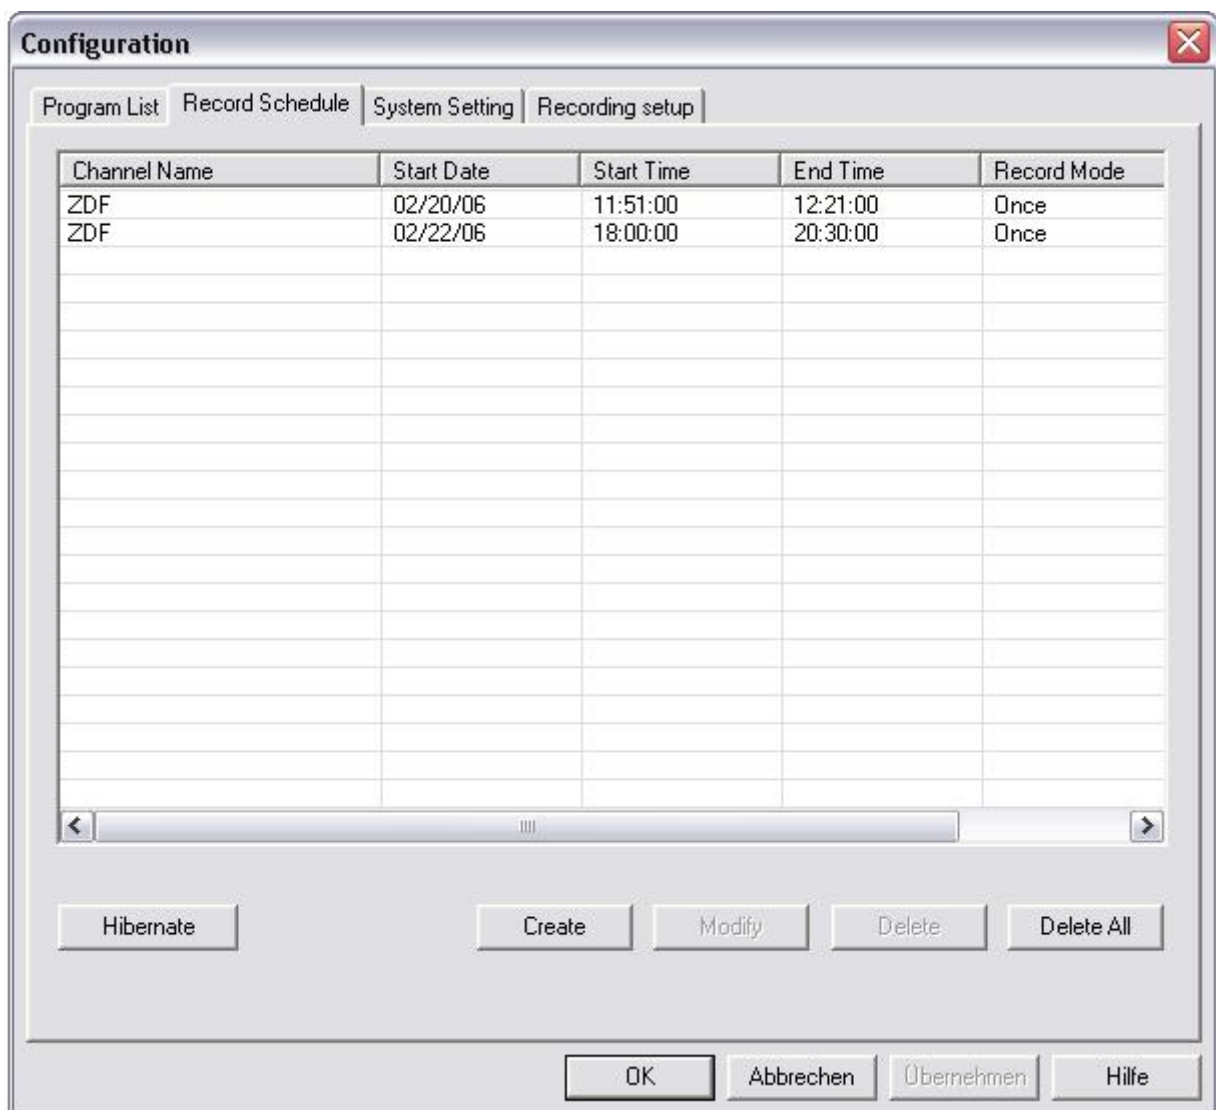 Configuration
Program List Record Schedule System Setting Recording setup
Channel Name Start Date Start Time End Time Record Mode
ZDF 02/20/06 11:51:00 12:21:00 Once
ZDF 02/22/06 18:00:00 20:30:00 Once
Hibernate Create Modify Delete Delete All
OK Abbrechen Übernehmen Hilfe